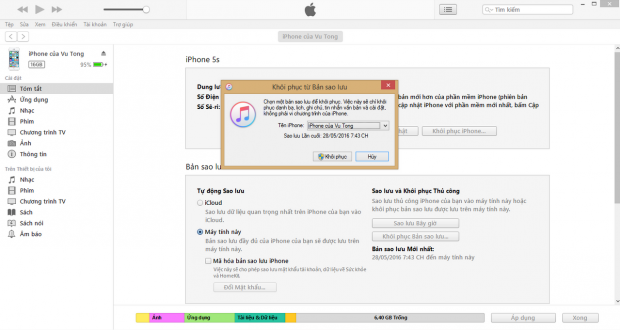 Tìm kiếm
Tệp Sửa Xem Điều khiển Tài khoản Trợ giúp
iPhone của Vu Tong
iPhone của Vu Tong
16GB 95%
Cài đặt
Tóm tắt
Ứng dụng
Nhạc
Phim
Chương trình TV
Ảnh
Thông tin
Trên Thiết bị của tôi
Nhạc
Phim
Chương trình TV
Sách
Sách nói
Âm báo
iPhone 5s
Dung lư
Số Điện
Số Sê-ri:
bản mới hơn của phần mềm iPhone (phiên bản
cập nhật iPhone với phần mềm mới nhất, bấm Cập
hật
Khôi phục iPhone...
Khôi phục từ Bản sao lưu
Chọn một bản sao lưu để khôi phục. Việc này sẽ chỉ khôi
phục danh bạ, lịch, ghi chú, tin nhắn văn bản và cài đặt,
không phải vi chương trình của iPhone.
Tên iPhone: iPhone của Vu Tong
Sao lưu Lần cuối: 28/05/2016 7:43 CH
Khôi phục Hủy
Bản sao lư
Tự động Sao lưu
iCloud
Sao lưu dữ liệu quan trọng nhất trên iPhone của bạn vào
iCloud.
Máy tính này
Bản sao lưu đầy đủ của iPhone của bạn sẽ được lưu trên máy
tính này.
Mã hóa bản sao lưu iPhone
Việc này sẽ cho phép sao lưu mật khẩu tài khoản, dữ liệu về Sức khỏe
và HomeKit.
Đổi Mật khẩu...
Sao lưu và Khôi phục Thủ công
Sao lưu thủ công iPhone của bạn vào máy tính này hoặc
khôi phục bản sao lưu được lưu trên máy tính này.
Sao lưu Bây giờ
Khôi phục Bản sao lưu...
Bản sao lưu Mới nhất:
28/05/2016 7:43 CH đến máy tính này
Ảnh Ứng dụng Tài liệu & Dữ liệu 6,40 GB Trống
Áp dụng Xong